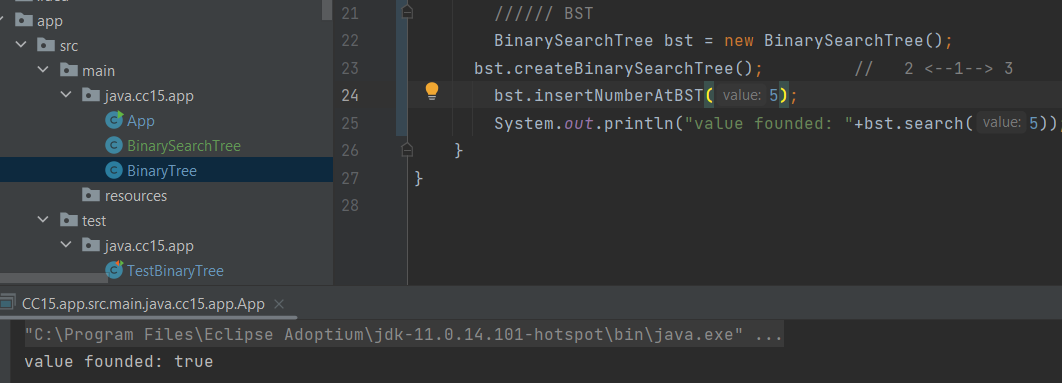 app
src
main
java.cc15.app
App
BinarySearchTree
BinaryTree
resources
test
java.cc15.app
TestBinaryTree
21 ////// BST
22 BinarySearchTree bst = new BinarySearchTree();
23 bst.createBinarySearchTree(); // 2 <--1--> 3
24 bst.insertNumberAtBST( value: 5);
25 System.out.println("value founded: "+bst.search( value: 5));
26 }
27 }
28
CC15.app.src.main.java.cc15.app.App ×
"C:\Program Files\Eclipse Adoptium\jdk-11.0.14.101-hotspot\bin\java.exe" ...
value founded: true